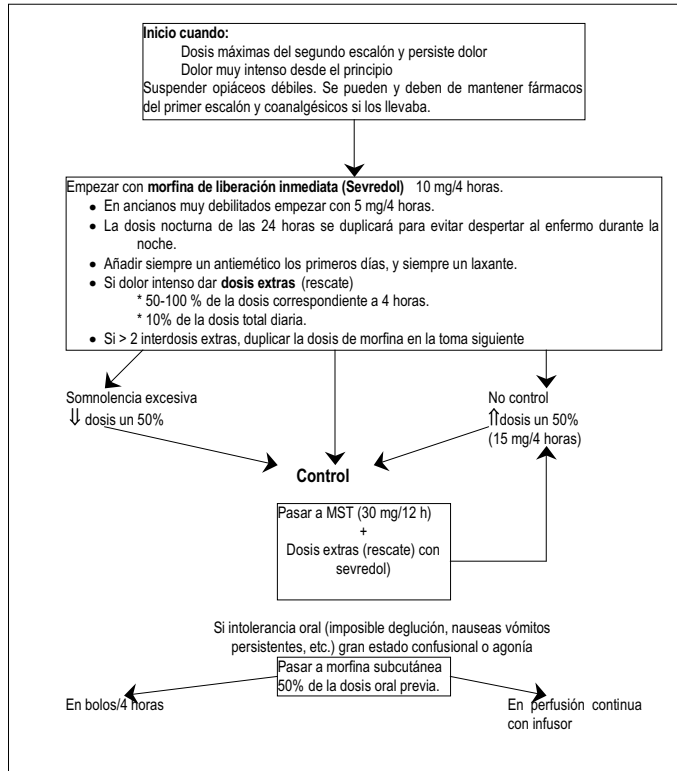 Inicio cuando:
Dosis máximas del segundo escalón y persiste dolor
Dolor muy intenso desde el principio
Suspender opiáceos débiles. Se pueden y deben de mantener fármacos
del primer escalón y coanalgésicos si los llevaba.
Empezar con morfina de liberación inmediata (Sevredol) 10 mg/4 horas.
• En ancianos muy debilitados empezar con 5 mg/4 horas.
• La dosis nocturna de las 24 horas se duplicará para evitar despertar al enfermo durante la
noche.
• Añadir siempre un antiemético los primeros días, y siempre un laxante.
• Si dolor intenso dar dosis extras (rescate)
* 50-100 % de la dosis correspondiente a 4 horas.
* 10% de la dosis total diaria.
• Si > 2 interdosis extras, duplicar la dosis de morfina en la toma siguiente
Somnolencia excesiva
⇓ dosis un 50%
No control
⇑dosis un 50%
(15 mg/4 horas)
Control
Pasar a MST (30 mg/12 h)
+
Dosis extras (rescate) con
sevredol)
Si intolerancia oral (imposible deglución, nauseas vómitos
persistentes, etc.) gran estado confusional o agonía
Pasar a morfina subcutánea
50% de la dosis oral previa.
En bolos/4 horas
En perfusión continua
con infusor